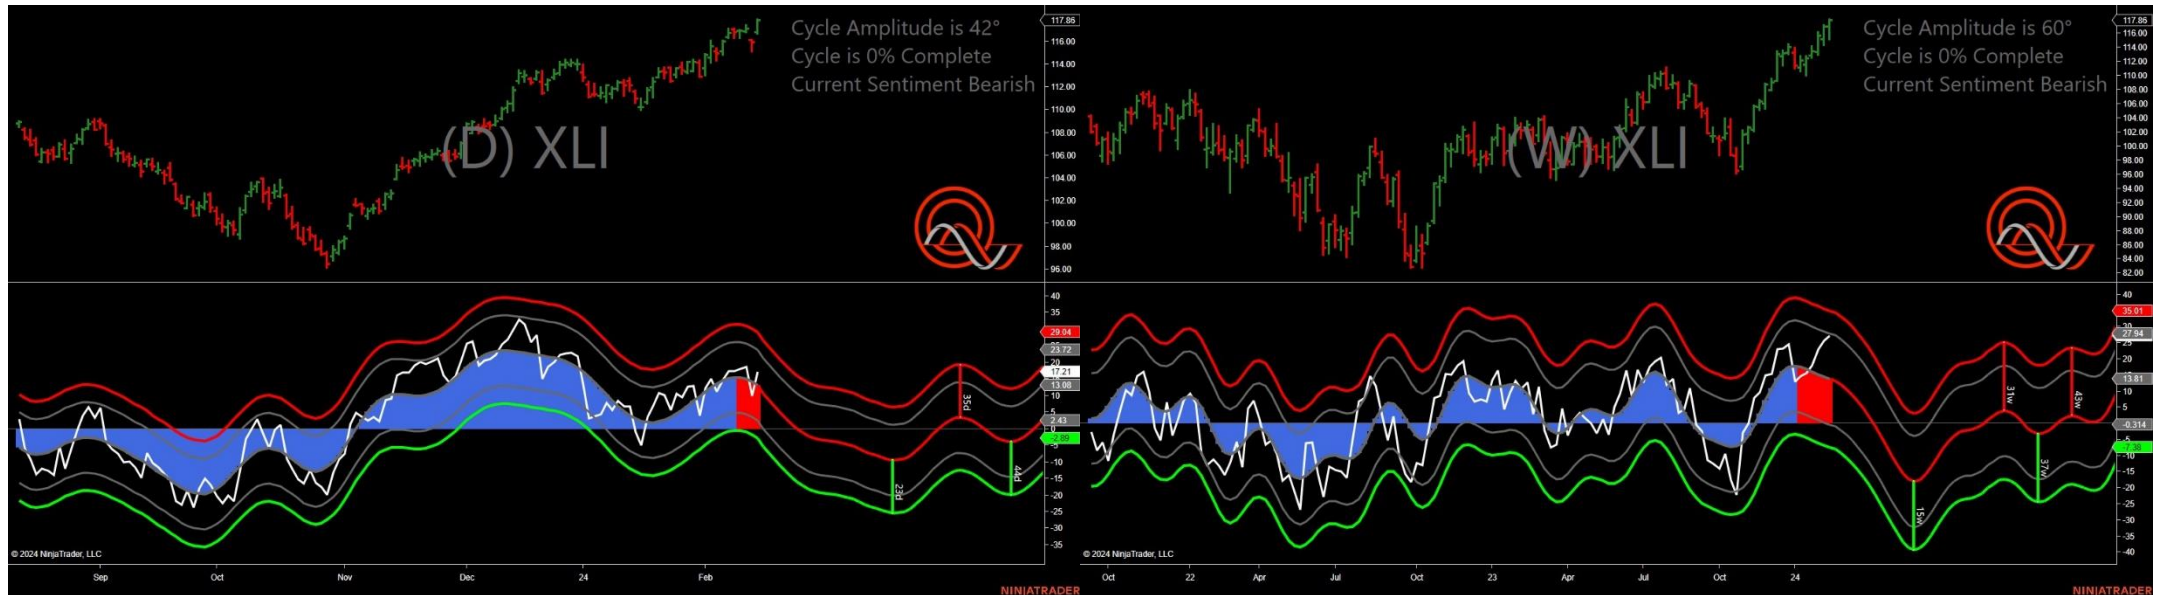 Cycle Amplitude is 42°
Cycle is 0% Complete
Current Sentiment Bearish
(D) XLI
117.86
116.00
114.00
112.00
110.00
108.00
106.00
104.00
102.00
100.00
98.00
96.00
40
35
29.04
23.72
20
17.21
13.08
10
5
2.43
0
-2.89
-10
-15
-20
-25
-30
-35
35d
23d
44d
© 2024 NinjaTrader, LLC
Sep
Oct
Nov
Dec
24
Feb
NINJATRADER
Cycle Amplitude is 60°
Cycle is 0% Complete
Current Sentiment Bearish
(W) XLI
117.86
116.00
114.00
112.00
110.00
108.00
106.00
104.00
102.00
100.00
98.00
96.00
94.00
92.00
90.00
88.00
86.00
84.00
82.00
40
35.01
30
27.94
25
20
13.81
10
5
-0.314
-7.38
-10
-15
-20
-25
-30
-35
-40
31w
43w
37w
15w
© 2024 NinjaTrader, LLC
Oct
22
Apr
Jul
Oct
23
Apr
Jul
Oct
24
NINJATRADER